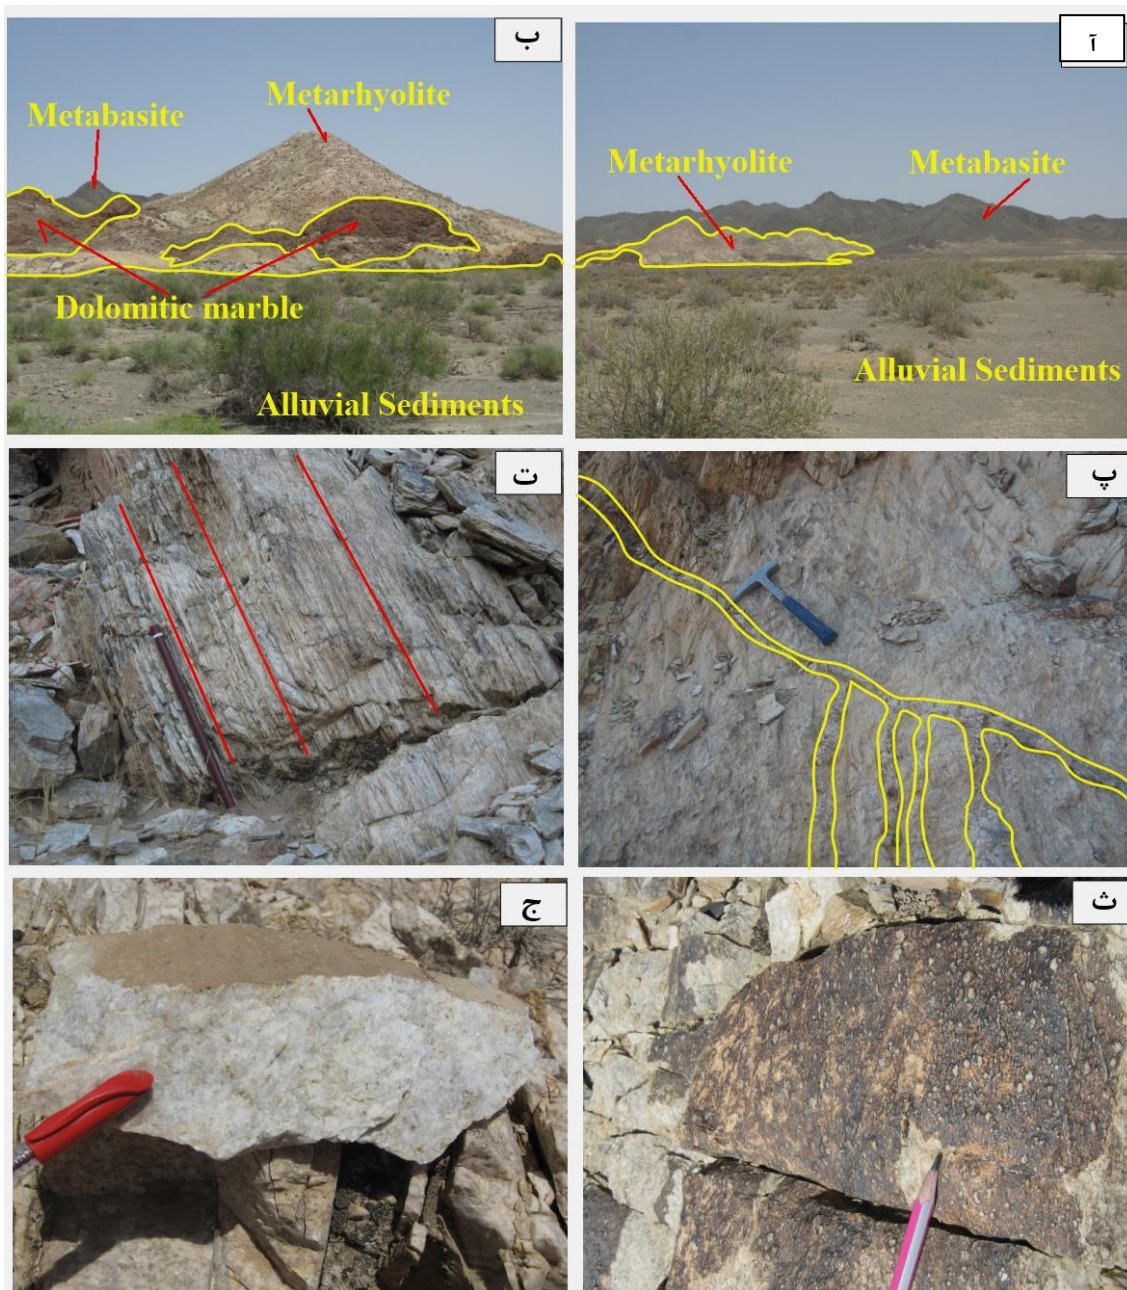 آ
Metarhyolite
Metabasite
Alluvial Sediments
ب
Metabasite
Metarhyolite
Dolomitic marble
Alluvial Sediments
پ
ت
ث
ج